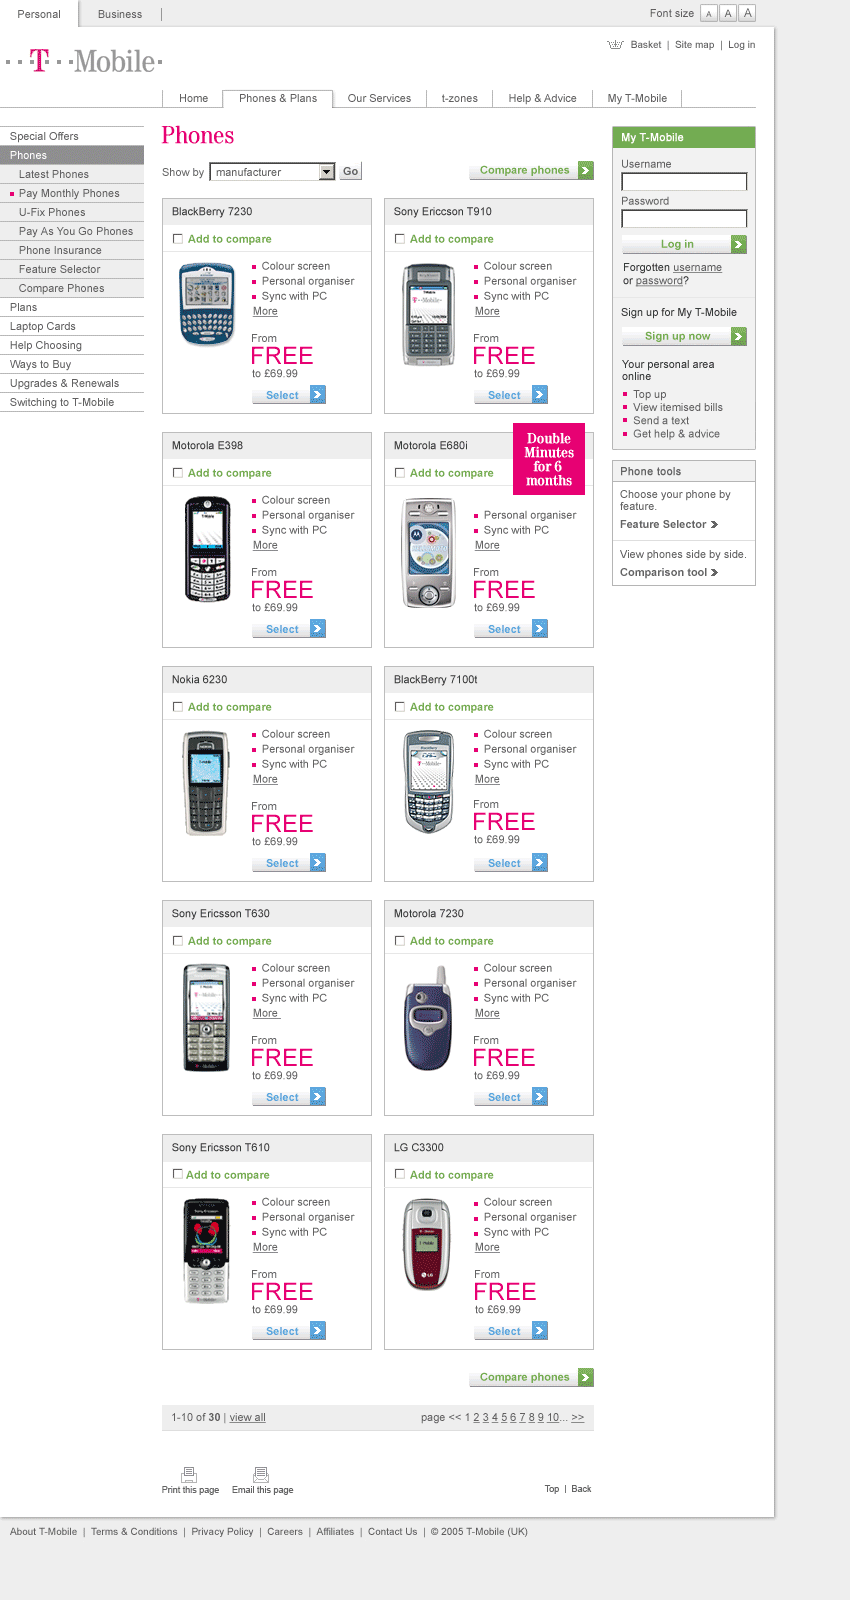 Personal Business Font size A A A
Basket | Site map | Log in
T-Mobile
Home Phones & Plans Our Services t-zones Help & Advice My T-Mobile
Special Offers
Phones
Latest Phones
Pay Monthly Phones
U-Fix Phones
Pay As You Go Phones
Phone Insurance
Feature Selector
Compare Phones
Plans
Laptop Cards
Help Choosing
Ways to Buy
Upgrades & Renewals
Switching to T-Mobile
Phones
Show by manufacturer Go Compare phones
BlackBerry 7230
Add to compare
Colour screen
Personal organiser
Sync with PC
More
From
FREE
to £69.99
Select
Sony Ericcson T910
Add to compare
T-Mobile
Colour screen
Personal organiser
Sync with PC
More
From
FREE
to £69.99
Select
Motorola E398
Add to compare
Colour screen
Personal organiser
Sync with PC
More
From
FREE
to £69.99
Select
Motorola E680i
Double
Minutes
for 6
months
Add to compare
Personal organiser
Sync with PC
More
From
FREE
to £69.99
Select
Nokia 6230
Add to compare
Colour screen
Personal organiser
Sync with PC
More
From
FREE
to £69.99
Select
BlackBerry 7100t
Add to compare
T-Mobile
Colour screen
Personal organiser
Sync with PC
More
From
FREE
to £69.99
Select
Sony Ericsson T630
Add to compare
T-Mobile
Colour screen
Personal organiser
Sync with PC
More
From
FREE
to £69.99
Select
Motorola 7230
Add to compare
Colour screen
Personal organiser
Sync with PC
More
From
FREE
to £69.99
Select
Sony Ericsson T610
Add to compare
Colour screen
Personal organiser
Sync with PC
More
From
FREE
to £69.99
Select
LG C3300
Add to compare
LG
Colour screen
Personal organiser
Sync with PC
More
From
FREE
to £69.99
Select
Compare phones
1-10 of 30 | view all page << 1 2 3 4 5 6 7 8 9 10... >>
Print this page Email this page Top | Back
My T-Mobile
Username
Password
Log in
Forgotten username
or password?
Sign up for My T-Mobile
Sign up now
Your personal area
online
Top up
View itemised bills
Send a text
Get help & advice
Phone tools
Choose your phone by
feature.
Feature Selector
View phones side by side.
Comparison tool
About T-Mobile | Terms & Conditions | Privacy Policy | Careers | Affiliates | Contact Us | © 2005 T-Mobile (UK)